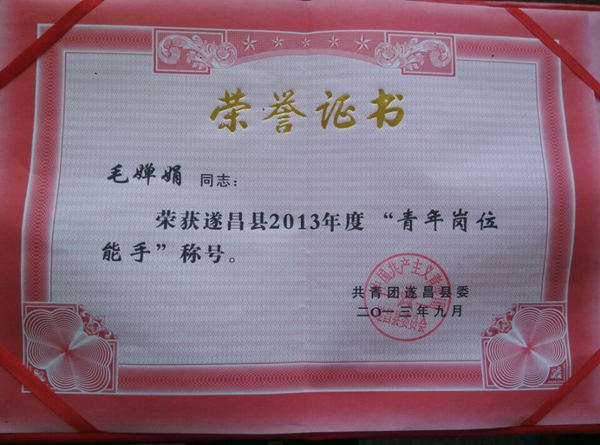 荣誉证书
毛婵娟 同志：
荣获遂昌县2013年度“青年岗位
能手”称号。
共青团遂昌县委
二〇一三年九月